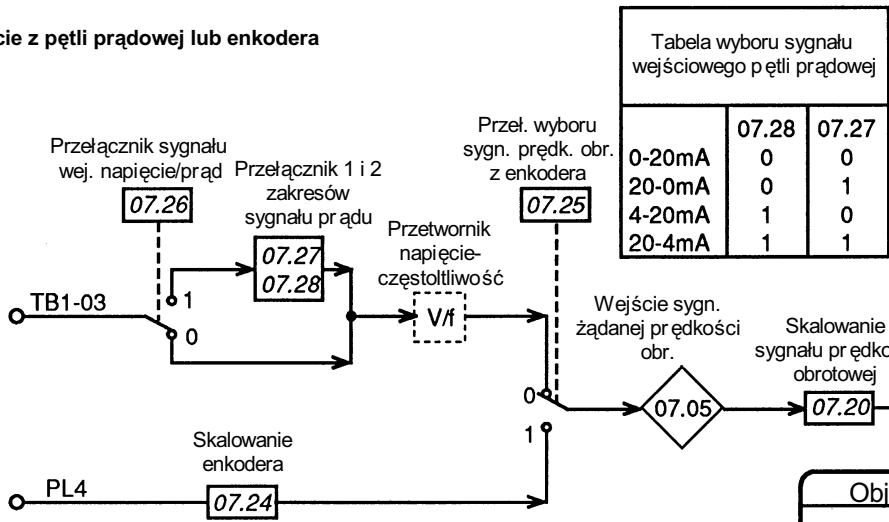 cie z pętli prądowej lub enkodera
Tabela wyboru sygnału
wejściowego pętli prądowej
07.28 07.27
0-20mA 0 0
20-0mA 0 1
4-20mA 1 0
20-4mA 1 1
Przełącznik sygnału
wej. napięcie/prąd
07.26
Przełącznik 1 i 2
zakresów
sygnału prądu
07.27
07.28
Przetwornik
napięcie-
częstoltliwość
V/f
Przeł. wyboru
sygn. prędk. obr.
z enkodera
07.25
TB1-03
1
0
Wejście sygn.
żądanej prędkości
obr.
07.05
Skalowanie
sygnału prędko
obrotowej
07.20
0
1
Skalowanie
enkodera
PL4
07.24
Obj